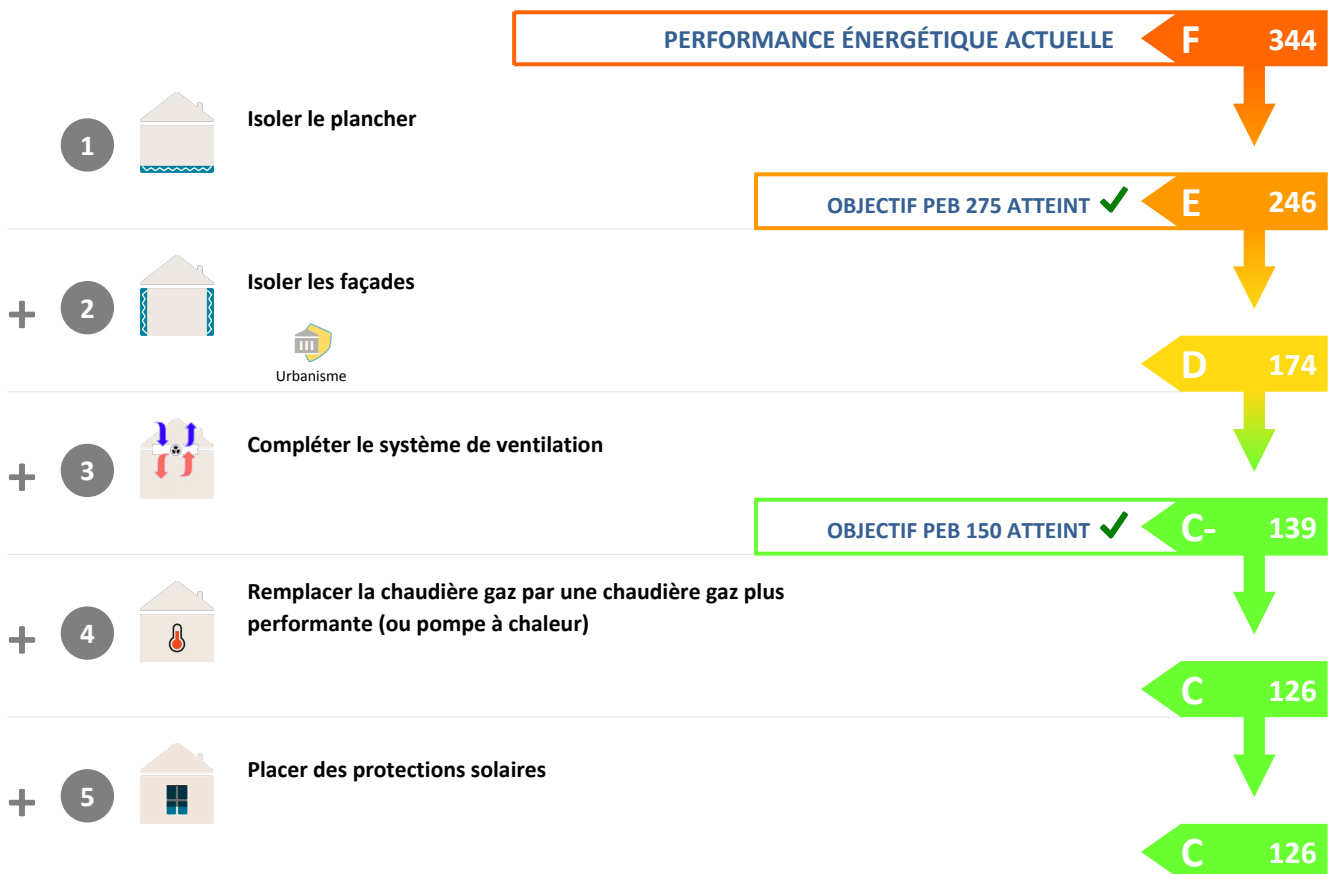 PERFORMANCE ÉNERGÉTIQUE ACTUELLE F 344
1 Isoler le plancher
OBJECTIF PEB 275 ATTEINT ✔ E 246
+ 2 Isoler les façades
Urbanisme
D 174
+ 3 Compléter le système de ventilation
OBJECTIF PEB 150 ATTEINT ✔ C- 139
+ 4 Remplacer la chaudière gaz par une chaudière gaz plus
performante (ou pompe à chaleur)
C 126
+ 5 Placer des protections solaires
C 126